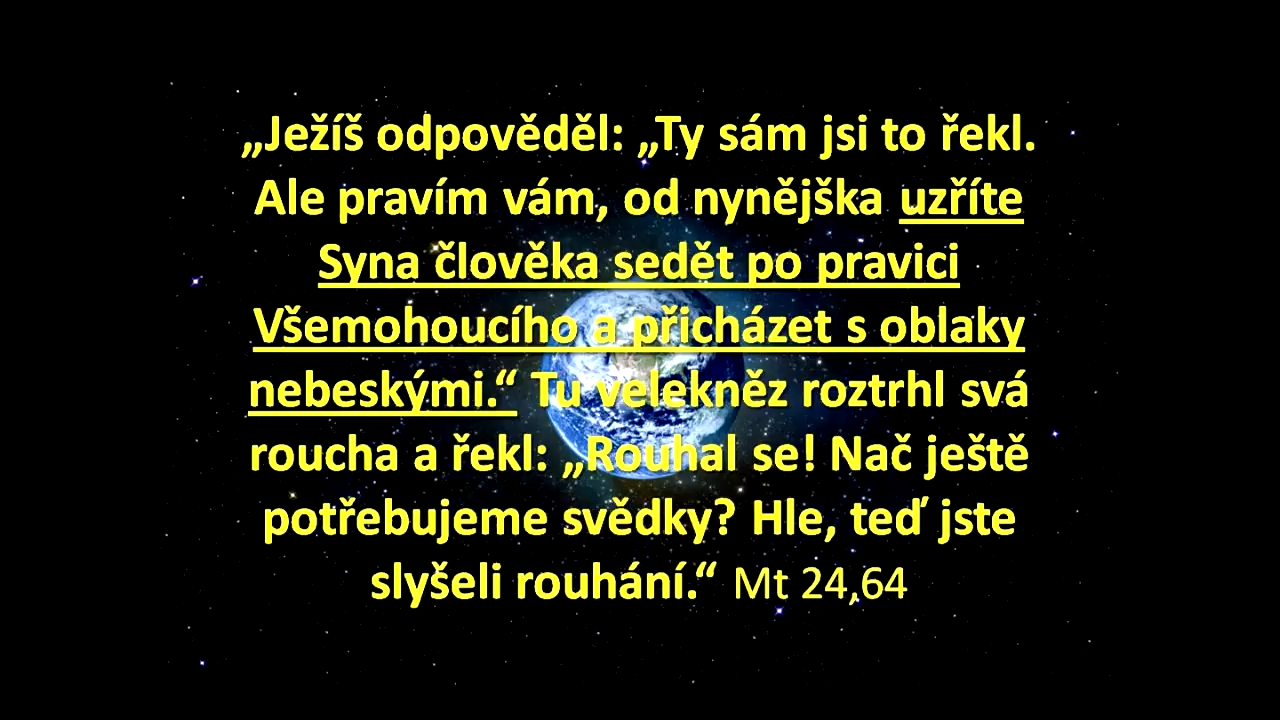 „Ježíš odpověděl: „Ty sám jsi to řekl.
Ale pravím vám, od nynějška uzříte
Syna člověka sedět po pravici
Všemohoucího a přicházet s oblaky
nebeskými.“ Tu velekněz roztrhl svá
roucha a řekl: „Rouhal se! Nač ještě
potřebujeme svědky? Hle, teď jste
slyšeli rouhání.“ Mt 24,64